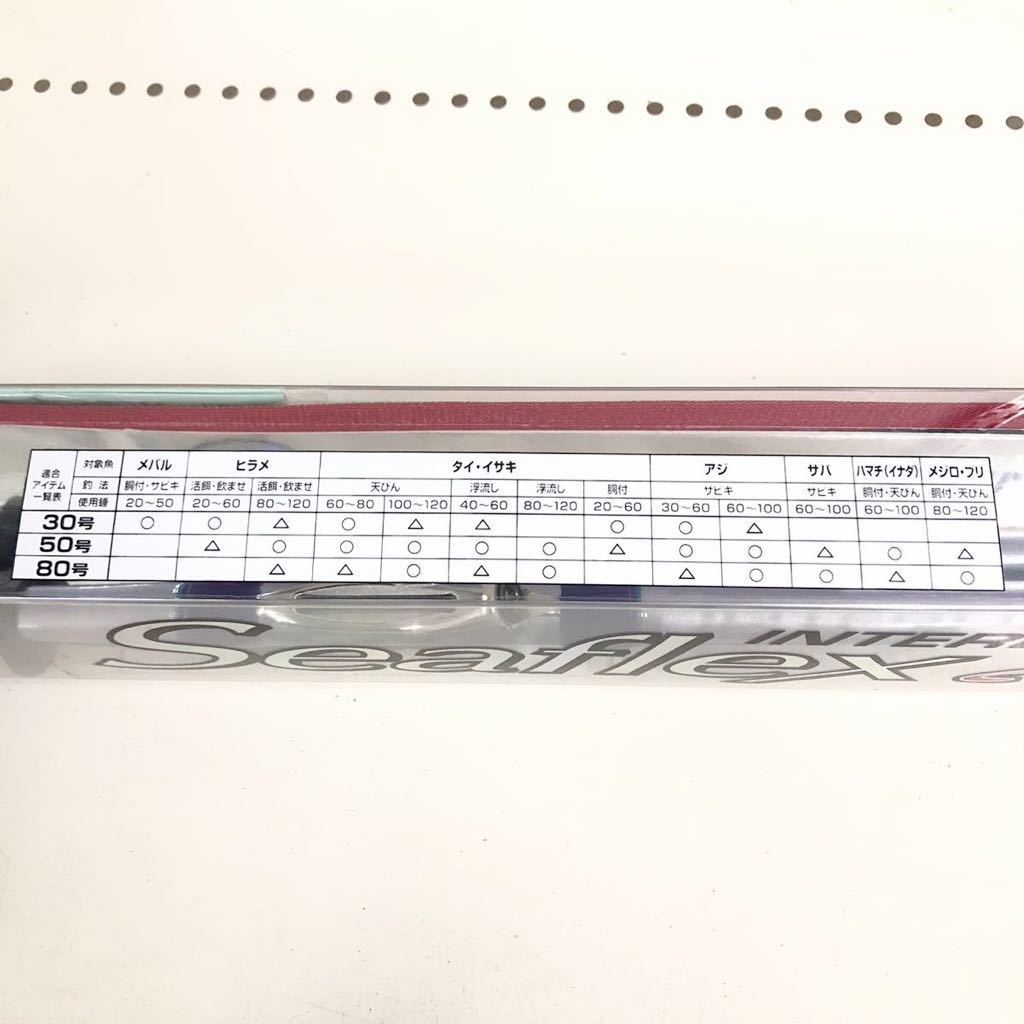 適合 アイテム 一覧表
対象魚 メバル ヒラメ タイ・イサキ アジ サバ ハマチ(イナダ) メジロ・ブリ
釣法 胴付・サビキ 活餌・飲ませ 活餌・飲ませ 天びん 浮流し 浮流し 胴付 サビキ サビキ 胴付・天びん 胴付・天びん
使用錘 20〜50 20〜60 80〜120 60〜80 100〜120 40〜60 80〜120 20〜60 30〜60 60〜100 60〜100 60〜100 80〜120
30号 ○ ○ △ ○ △ △ ○ ○ △
50号 △ ○ ○ ○ ○ ○ △ ○ ○ △ ○ △
80号 △ △ ○ △ ○ △ ○ ○ △ ○
Seaflex